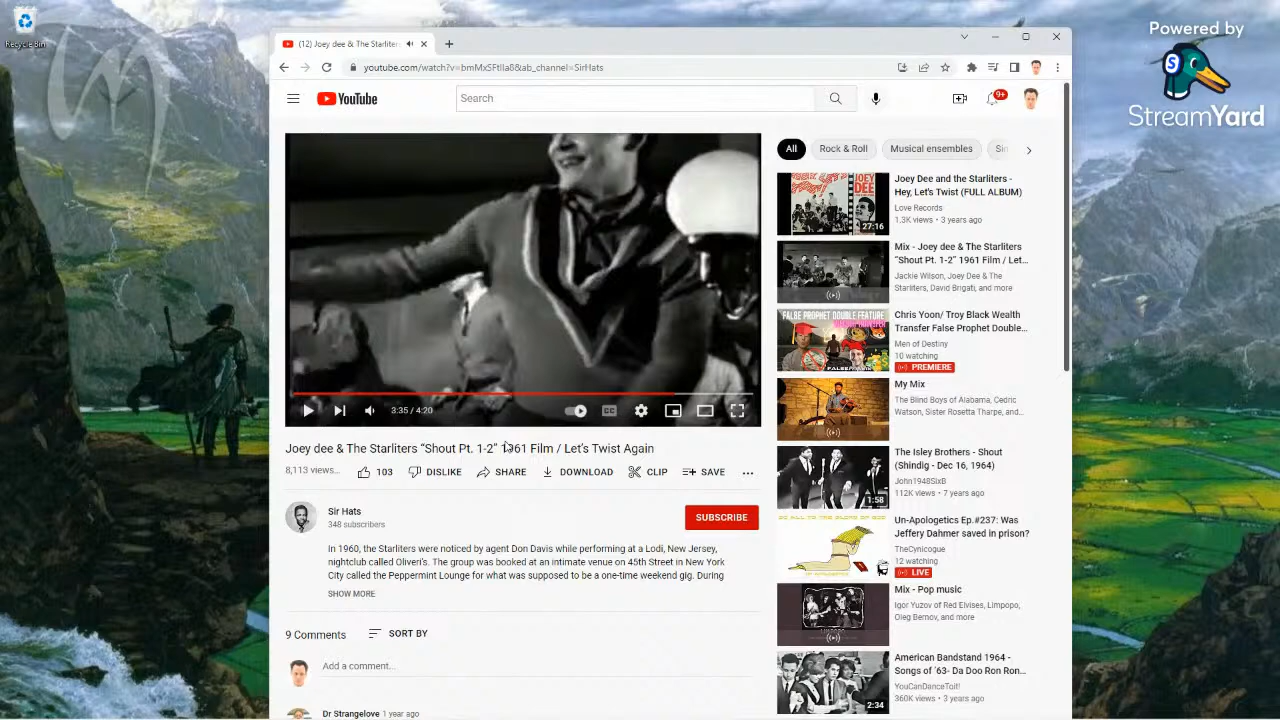 Recycle Bin
Powered by
StreamYard
(12) Joey dee & The Starliter
youtube.com/watch?v=
&ab_channel=SirHats
YouTube
Search
9+
All
Rock & Roll
Musical ensembles
Sin
3:35 / 4:20
CC
Joey dee & The Starliters “Shout Pt. 1-2” 1961 Film / Let's Twist Again
8,113 views...
103
DISLIKE
SHARE
DOWNLOAD
CLIP
SAVE
Sir Hats
348 subscribers
SUBSCRIBE
In 1960, the Starliters were noticed by agent Don Davis while performing at a Lodi, New Jersey,
nightclub called Oliveri's. The group was booked at an intimate venue on 45th Street in New York
City called the Peppermint Lounge for what was supposed to be a one-time weekend gig. During
SHOW MORE
9 Comments
SORT BY
Add a comment...
Dr Strangelove 1 year ago
JOEY
DEE
27:16
Joey Dee and the Starliters -
Hey, Let's Twist (FULL ALBUM)
Love Records
1.3K views • 3 years ago
Mix - Joey dee & The Starliters
“Shout Pt. 1-2” 1961 Film / Let...
Jackie Wilson, Joey Dee & The
Starliters, David Brigati, and more
FALSE PROPHET DOUBLE FEATURE
Chris Yoon/ Troy Black Wealth
Transfer False Prophet Double...
Men of Destiny
10 watching
PREMIERE
My Mix
The Blind Boys of Alabama, Cedric
Watson, Sister Rosetta Tharpe, and...
1:58
The Isley Brothers - Shout
(Shindig - Dec 16, 1964)
John1948SixB
112K views • 7 years ago
Un-Apologetics Ep.#237: Was
Jeffery Dahmer saved in prison?
TheCynicogue
12 watching
LIVE
Mix - Pop music
Igor Yuzov of Red Elvises, Limpopo,
Oleg Bernov, and more
2:34
American Bandstand 1964 -
Songs of '63- Da Doo Ron Ron...
YouCanDanceToit!
360K views • 3 years ago